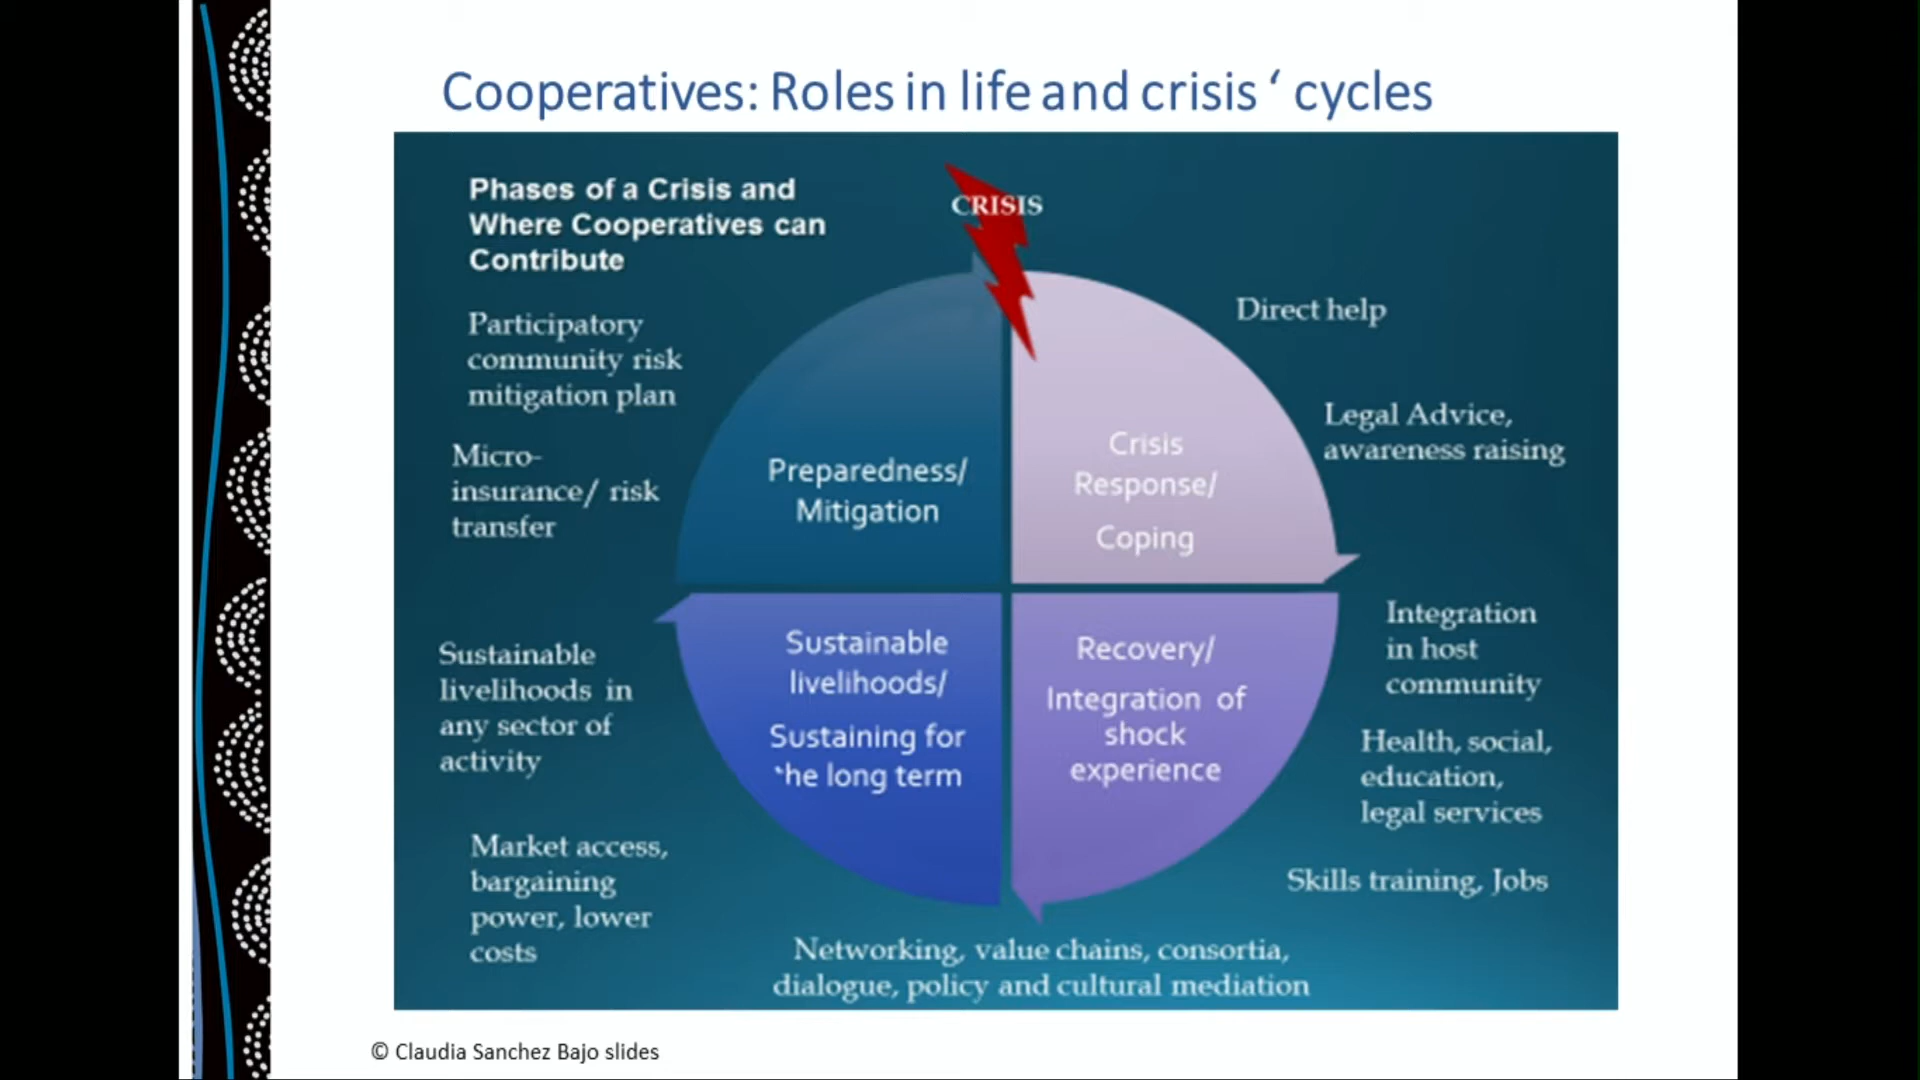 Cooperatives: Roles in life and crisis ‘ cycles
Phases of a Crisis and
Where Cooperatives can
Contribute
CRISIS
Participatory
community risk
mitigation plan
Micro-
insurance/ risk
transfer
Preparedness/
Mitigation
Crisis
Response/
Coping
Direct help
Legal Advice,
awareness raising
Sustainable
livelihoods in
any sector of
activity
Market access,
bargaining
power, lower
costs
Sustainable
livelihoods/
Sustaining for
the long term
Recovery/
Integration of
shock
experience
Integration
in host
community
Health, social,
education,
legal services
Skills training, Jobs
Networking, value chains, consortia,
dialogue, policy and cultural mediation
© Claudia Sanchez Bajo slides